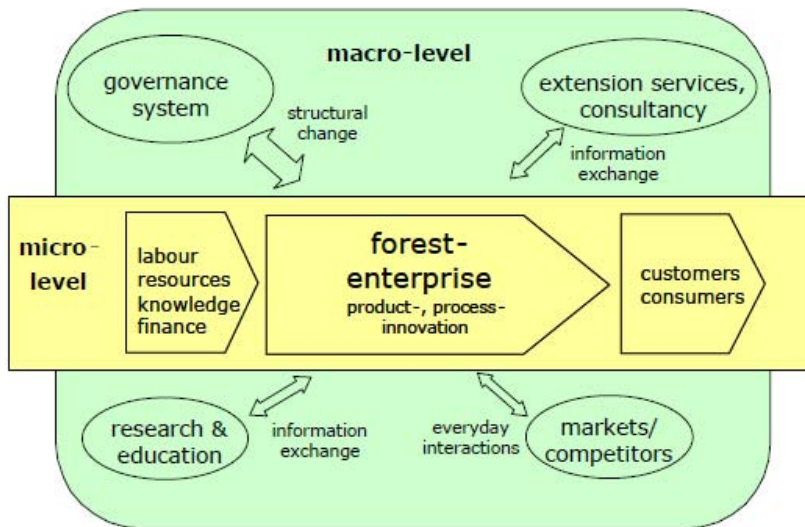 macro-level
governance
system
structural
change
extension services,
consultancy
information
exchange
micro-
level
labour
resources
knowledge
finance
forest-
enterprise
product-, process-
innovation
customers
consumers
research &
education
information
exchange
everyday
interactions
markets/
competitors